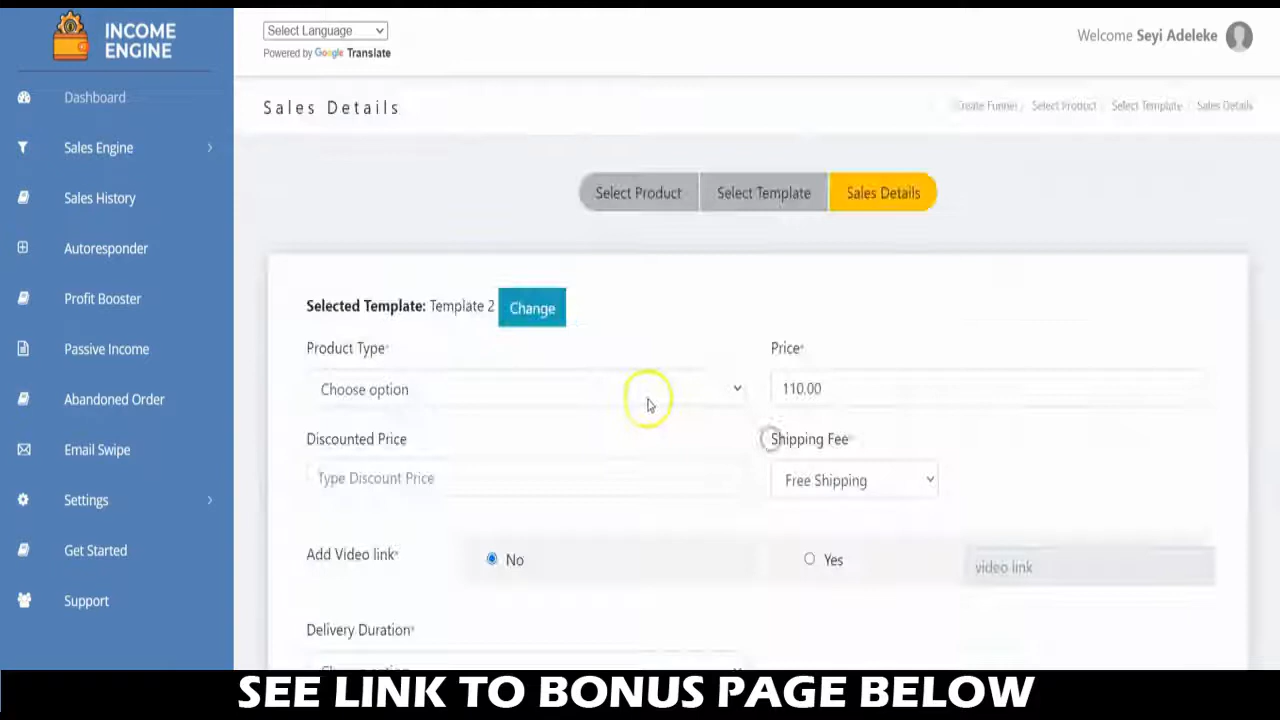 INCOME
ENGINE
Select Language
Powered by Google Translate
Welcome Seyi Adeleke
Dashboard
Sales Engine
Sales History
Autoresponder
Profit Booster
Passive Income
Abandoned Order
Email Swipe
Settings
Get Started
Support
Sales Details
Create Funnel / Select Product / Select Template / Sales Details
Select Product
Select Template
Sales Details
Selected Template: Template 2
Change
Product Type*
Choose option
Price*
110.00
Discounted Price
Type Discount Price
Shipping Fee
Free Shipping
Add Video link*
No
Yes
video link
Delivery Duration*
SEE LINK TO BONUS PAGE BELOW